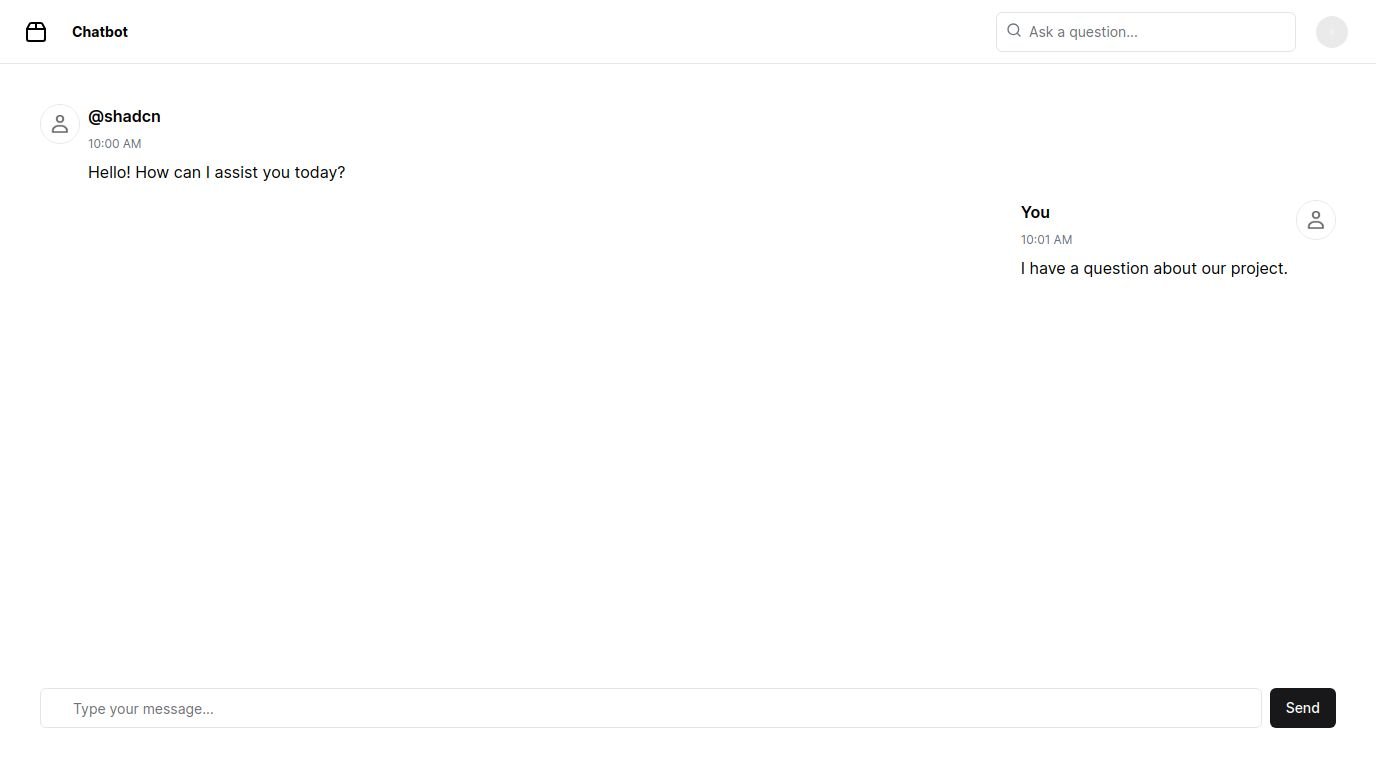 Chatbot
Ask a question...
@shadcn
10:00 AM
Hello! How can I assist you today?
You
10:01 AM
I have a question about our project.
Type your message...
Send